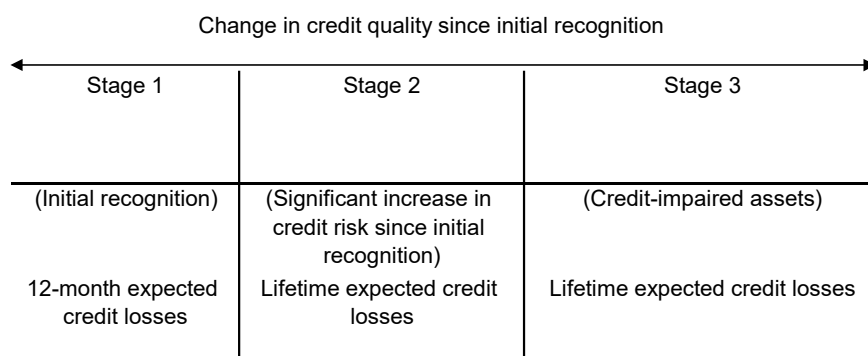 Change in credit quality since initial recognition
Stage 1
Stage 2
Stage 3
(Initial recognition)
(Significant increase in
credit risk since initial
recognition)
(Credit-impaired assets)
12-month expected
credit losses
Lifetime expected credit
losses
Lifetime expected credit losses